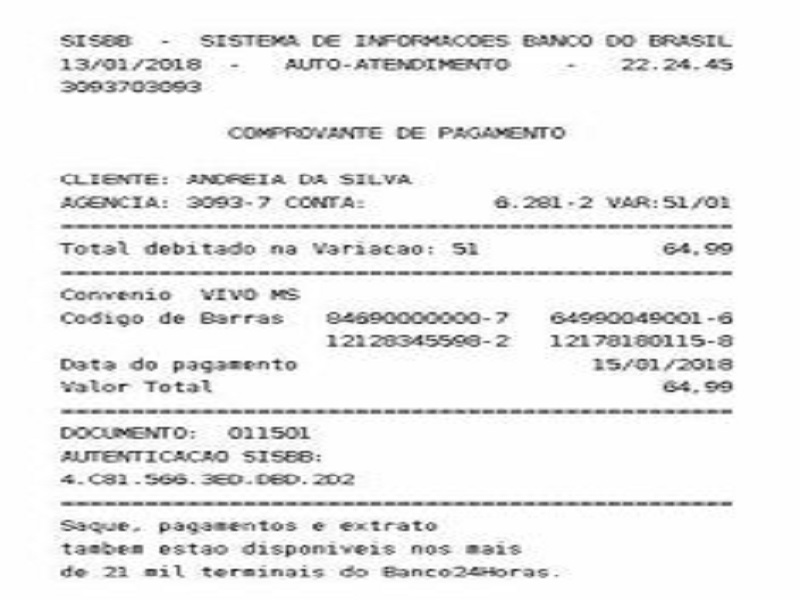 SISBB - SISTEMA DE INFORMACOES BANCO DO BRASIL
13/01/2018 - AUTO-ATENDIMENTO - 22.24.45
3093703093
COMPROVANTE DE PAGAMENTO
CLIENTE: ANDREIA DA SILVA
AGENCIA: 3093-7 CONTA: 6.281-2 VAR:51/01
================================================
Total debitado na Variacao: 51 64,99
================================================
Convenio VIVO MS
Codigo de Barras 84690000000-7 64990049001-6
12128345598-2 12178180115-8
Data do pagamento 15/01/2018
Valor Total 64,99
================================================
DOCUMENTO: 011501
AUTENTICACAO SISBB:
4.C81.566.3ED.DBD.2D2
================================================
Saque, pagamentos e extrato
tambem estao disponiveis nos mais
de 21 mil terminais do Banco24Horas.